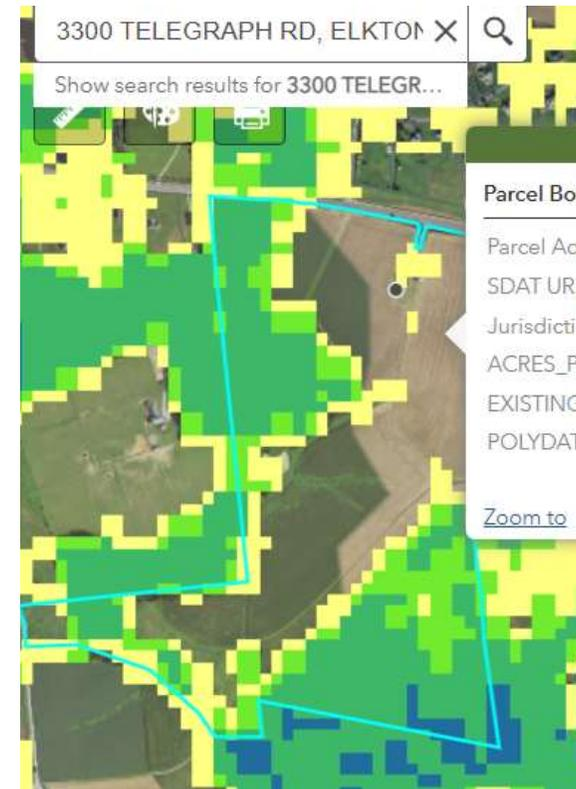 3300 TELEGRAPH RD, ELKTON
Show search results for 3300 TELEGR...
Parcel Bo
Parcel Ad
SDAT UR
Jurisdicti
ACRES_P
EXISTING
POLYDAT
Zoom to